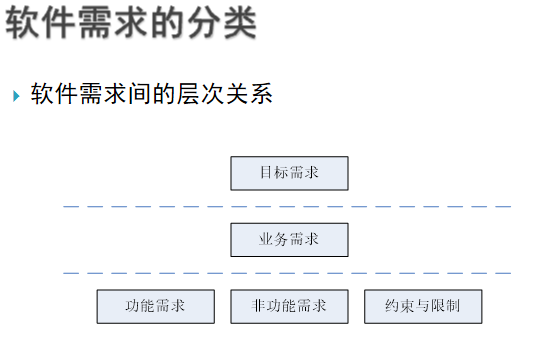 软件需求的分类
软件需求间的层次关系
目标需求
业务需求
功能需求 非功能需求 约束与限制